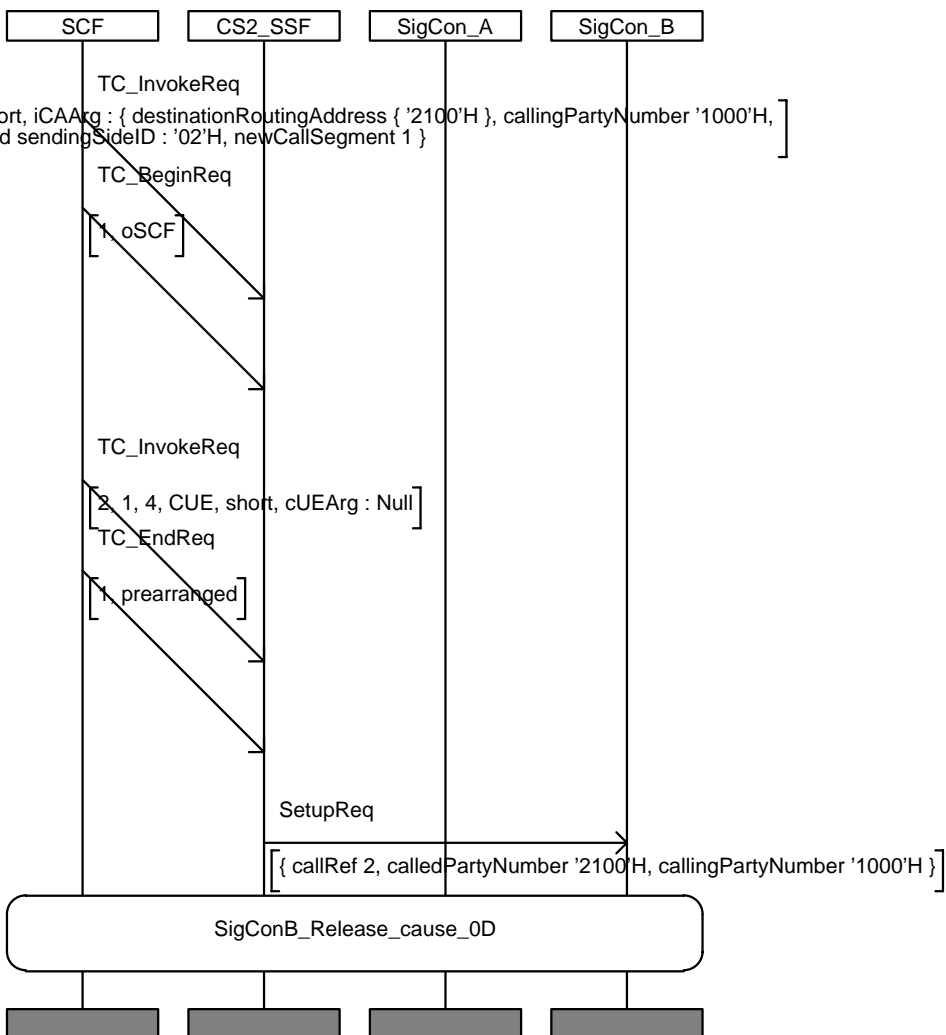 SCF CS2_SSF SigCon_A SigCon_B
TC_InvokeReq
ort, iCAArg : { destinationRoutingAddress { '2100'H }, callingPartyNumber '1000'H,
d sendingSideID : '02'H, newCallSegment 1 }
TC_BeginReq
1, oSCF
TC_InvokeReq
2, 1, 4, CUE, short, cUEArg : Null
TC_EndReq
1, prearranged
SetupReq
{ callRef 2, calledPartyNumber '2100'H, callingPartyNumber '1000'H }
SigConB_Release_cause_0D